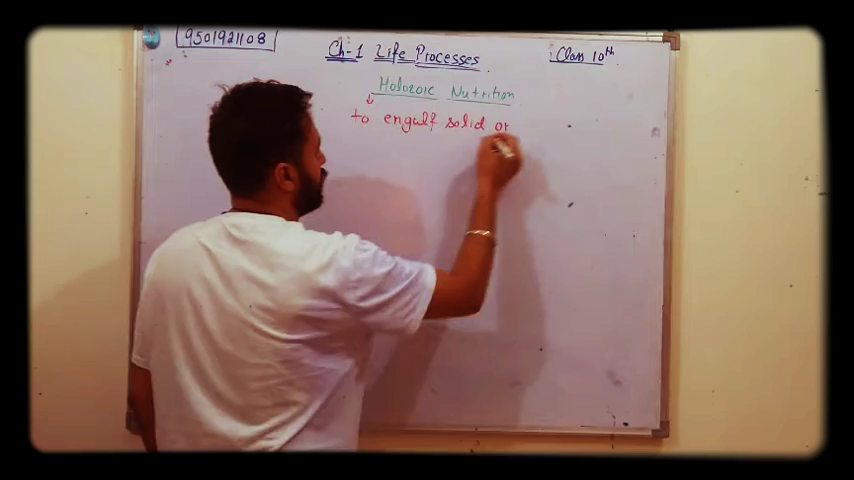 9501921108
Ch-1 Life Processes
Class 10th
Holozoic Nutrition
to engulf solid or